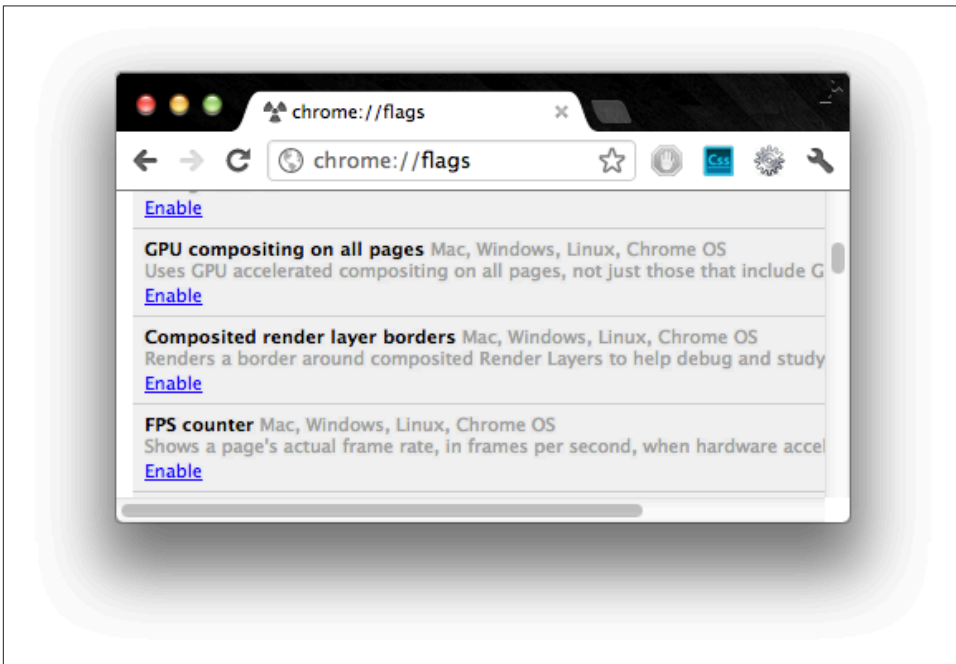 chrome://flags
chrome://flags
Css
Enable
GPU compositing on all pages Mac, Windows, Linux, Chrome OS
Uses GPU accelerated compositing on all pages, not just those that include G
Enable
Composited render layer borders Mac, Windows, Linux, Chrome OS
Renders a border around composited Render Layers to help debug and study
Enable
FPS counter Mac, Windows, Linux, Chrome OS
Shows a page's actual frame rate, in frames per second, when hardware accel
Enable